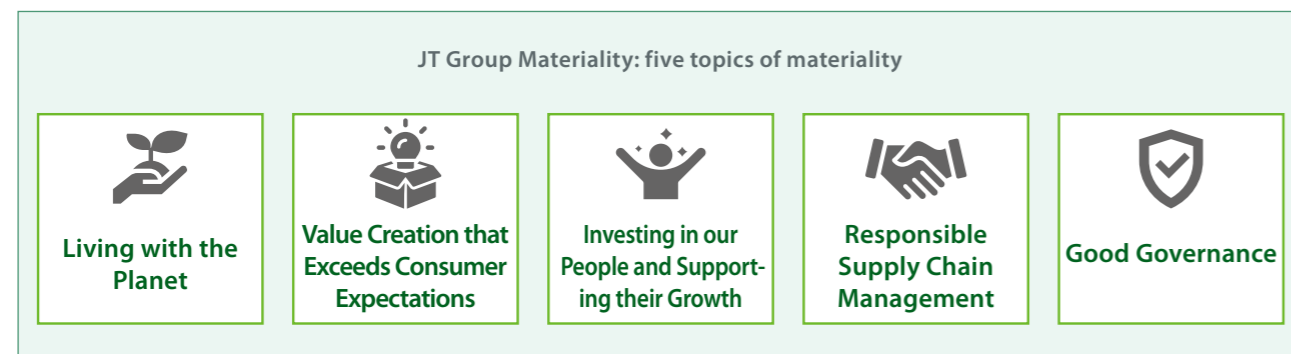 JT Group Materiality: five topics of materiality
Living with the
Planet
Value Creation that
Exceeds Consumer
Expectations
Investing in our
People and Support-
ing their Growth
Responsible
Supply Chain
Management
Good Governance